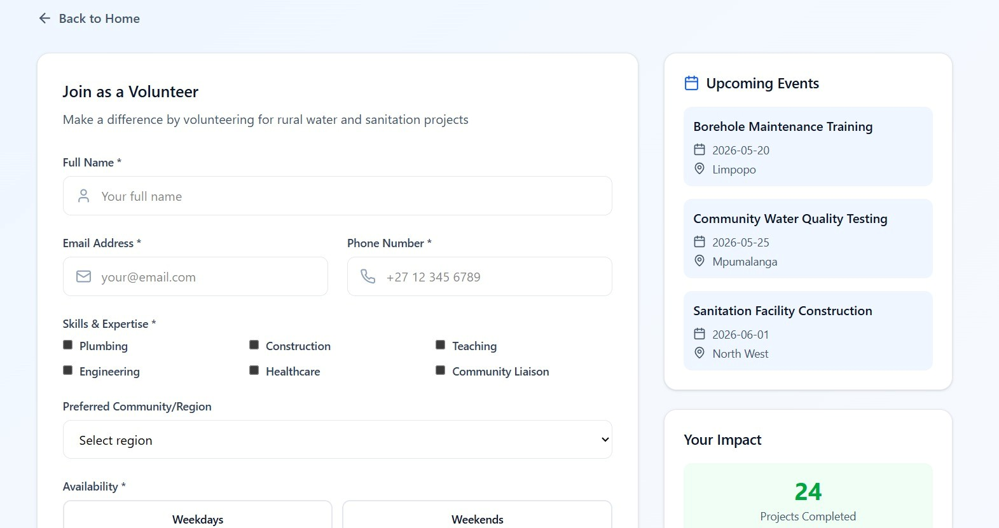 Back to Home
Join as a Volunteer
Make a difference by volunteering for rural water and sanitation projects
Full Name *
Your full name
Email Address *
Phone Number *
your@email.com
+27 12 345 6789
Skills & Expertise *
Plumbing
Construction
Teaching
Engineering
Healthcare
Community Liaison
Preferred Community/Region
Select region
Availability *
Weekdays
Weekends
Upcoming Events
Borehole Maintenance Training
2026-05-20
Limpopo
Community Water Quality Testing
2026-05-25
Mpumalanga
Sanitation Facility Construction
2026-06-01
North West
Your Impact
24
Projects Completed